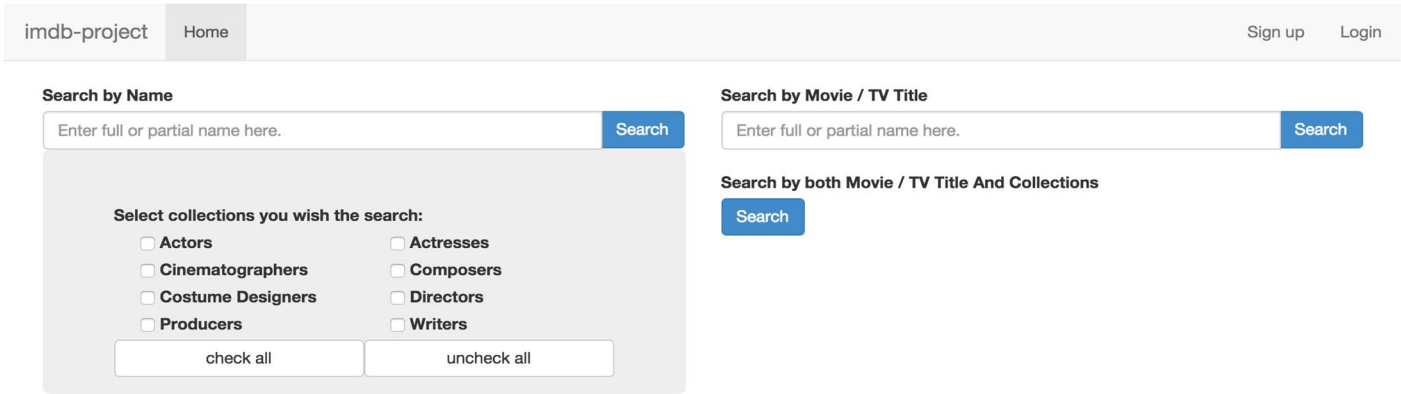 imdb-project Home Sign up Login
Search by Name
Enter full or partial name here. Search
Select collections you wish the search:
Actors Actresses
Cinematographers Composers
Costume Designers Directors
Producers Writers
check all uncheck all
Search by Movie / TV Title
Enter full or partial name here. Search
Search by both Movie / TV Title And Collections
Search